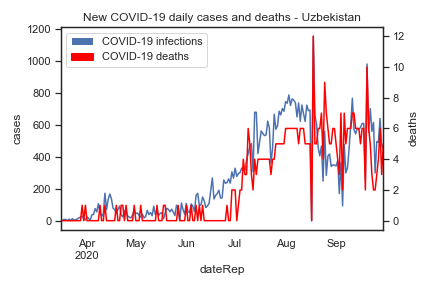 New COVID-19 daily cases and deaths - Uzbekistan
COVID-19 infections
COVID-19 deaths
1200
1000
800
600
400
200
0
cases
12
10
8
6
4
2
0
deaths
Apr May Jun Jul Aug Sep
2020
dateRep